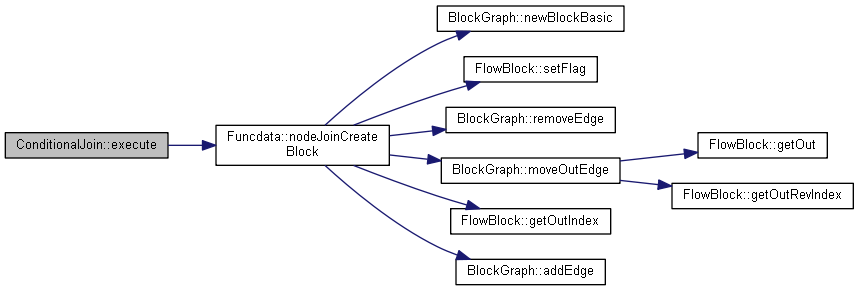 BlockGraph::newBlockBasic
FlowBlock::setFlag
BlockGraph::removeEdge
FlowBlock::getOut
ConditionalJoin::execute
Funcdata::nodeJoinCreate
Block
BlockGraph::moveOutEdge
FlowBlock::getOutRevIndex
FlowBlock::getOutIndex
BlockGraph::addEdge